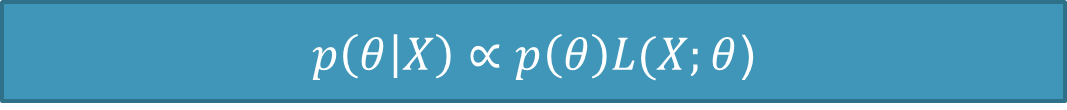 𝑝(𝜃|𝑋) ∝ 𝑝(𝜃)𝐿(𝑋; 𝜃)